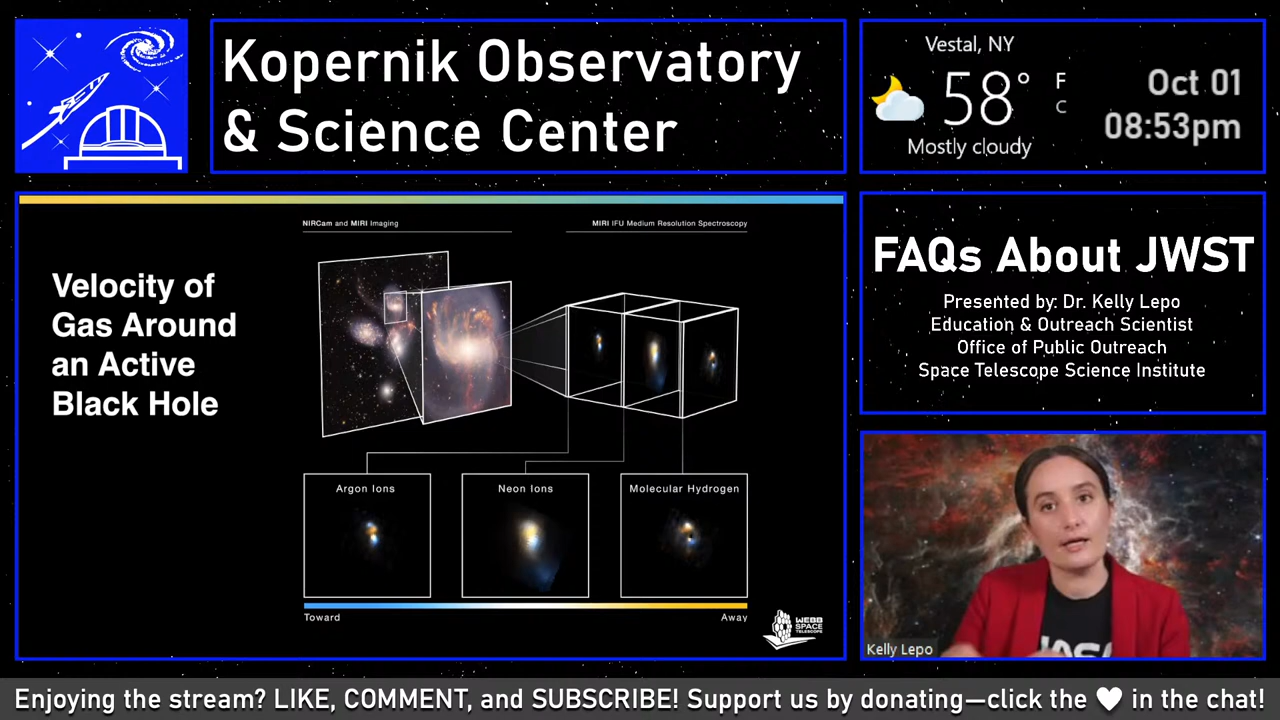 Kopernik Observatory
& Science Center
Vestal, NY
58° F
C
Mostly cloudy
Oct 01
08:53pm
NIRCam and MIRI Imaging
MIRI IFU Medium Resolution Spectroscopy
Velocity of
Gas Around
an Active
Black Hole
Argon Ions
Neon Ions
Molecular Hydrogen
Toward
Away
WEBB
SPACE
TELESCOPE
FAQs About JWST
Presented by: Dr. Kelly Lepo
Education & Outreach Scientist
Office of Public Outreach
Space Telescope Science Institute
NASA
Kelly Lepo
Enjoying the stream? LIKE, COMMENT, and SUBSCRIBE! Support us by donating—click the ♥ in the chat!